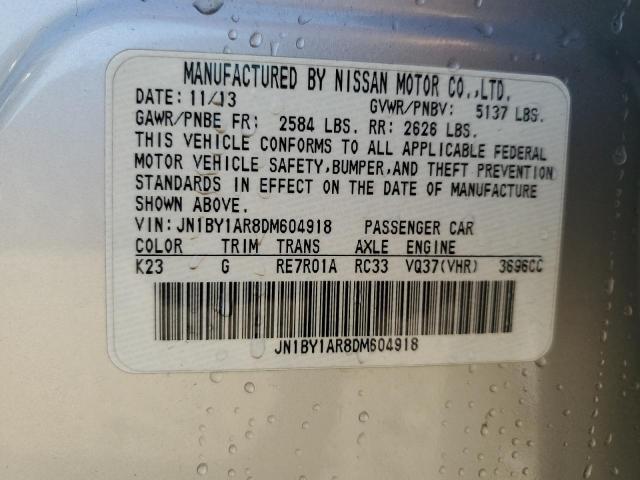 MANUFACTURED BY NISSAN MOTOR CO.,LTD.
DATE: 11/13 GVWR/PNBV: 5137 LBS.
GAWR/PNBE FR: 2584 LBS. RR: 2626 LBS.
THIS VEHICLE CONFORMS TO ALL APPLICABLE FEDERAL
MOTOR VEHICLE SAFETY,BUMPER,AND THEFT PREVENTION
STANDARDS IN EFFECT ON THE DATE OF MANUFACTURE
SHOWN ABOVE.
VIN:JN1BY1AR8DM604918 PASSENGER CAR
COLOR TRIM TRANS AXLE ENGINE
K23 G RE7R01A RC33 VQ37(VHR) 3696CC
JN1BY1AR8DM604918